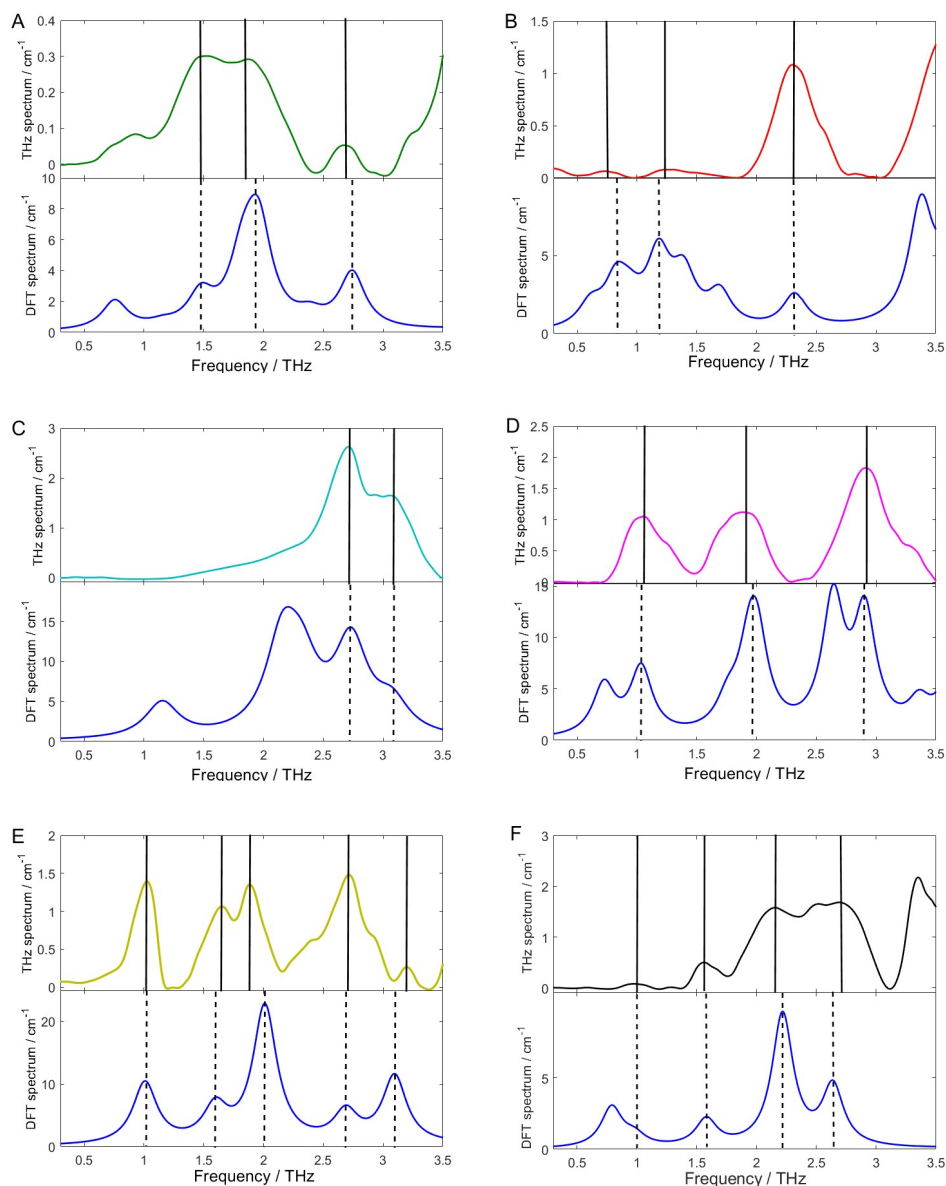 A
THz spectrum / cm⁻¹
0.4
0.3
0.2
0.1
0
DFT spectrum / cm⁻¹
10
8
6
4
2
0
0.5 1 1.5 2 2.5 3 3.5
Frequency / THz
B
THz spectrum / cm⁻¹
1.5
1
0.5
0
DFT spectrum / cm⁻¹
5
0
0.5 1 1.5 2 2.5 3 3.5
Frequency / THz
C
THz spectrum / cm⁻¹
3
2
1
0
DFT spectrum / cm⁻¹
20
15
10
5
0
0.5 1 1.5 2 2.5 3 3.5
Frequency / THz
D
THz spectrum / cm⁻¹
2.5
2
1.5
1
0.5
0
DFT spectrum / cm⁻¹
15
10
5
0
0.5 1 1.5 2 2.5 3 3.5
Frequency / THz
E
THz spectrum / cm⁻¹
2
1.5
1
0.5
0
DFT spectrum / cm⁻¹
20
10
0
0.5 1 1.5 2 2.5 3 3.5
Frequency / THz
F
THz spectrum / cm⁻¹
3
2
1
0
DFT spectrum / cm⁻¹
5
0
0.5 1 1.5 2 2.5 3 3.5
Frequency / THz